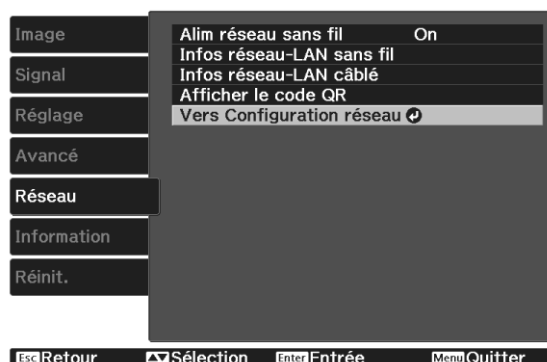 Image
Signal
Réglage
Avancé
Réseau
Information
Réinit.
Alim réseau sans fil On
Infos réseau-LAN sans fil
Infos réseau-LAN câblé
Afficher le code QR
Vers Configuration réseau
Esc Retour Sélection Enter Entrée Menu Quitter